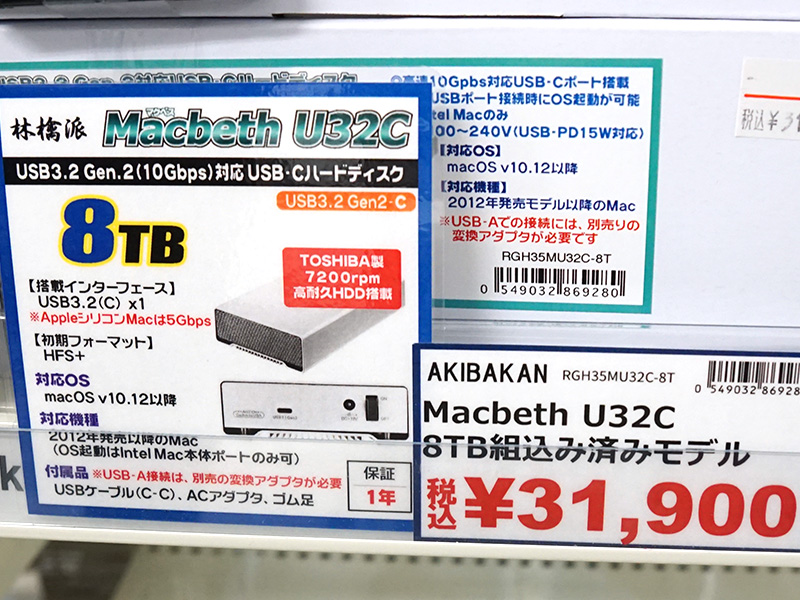 高速10Gpbs対応USB-Cポート搭載
USBポート接続時にOS起動が可能
Intel Macのみ
00～240V(USB-PD15W対応)
【対応OS】
macOS v10.12以降
【対応機種】
2012年発売モデル以降のMac
※USB-Aでの接続には、別売りの
変換アダプタが必要です
RGH35MU32C-8T
0 549032 869280
税込¥31
林檎派 マクベス Macbeth U32C
USB3.2 Gen.2(10Gbps)対応 USB-Cハードディスク
USB3.2 Gen2-C
8TB
TOSHIBA製
7200rpm
高耐久HDD搭載
【搭載インターフェース】
USB3.2(C) x1
※AppleシリコンMacは5Gbps
【初期フォーマット】
HFS+
対応OS
macOS v10.12以降
対応機種
2012年発売以降のMac
(OS起動はIntel Mac本体ポートのみ可)
付属品 ※USB-A接続は、別売の変換アダプタが必要
USBケーブル(C-C)、ACアダプタ、ゴム足
保証
1年
AKIBAKAN RGH35MU32C-8T
0 549032 86928
Macbeth U32C
8TB組込み済みモデル
税込 ¥31,900